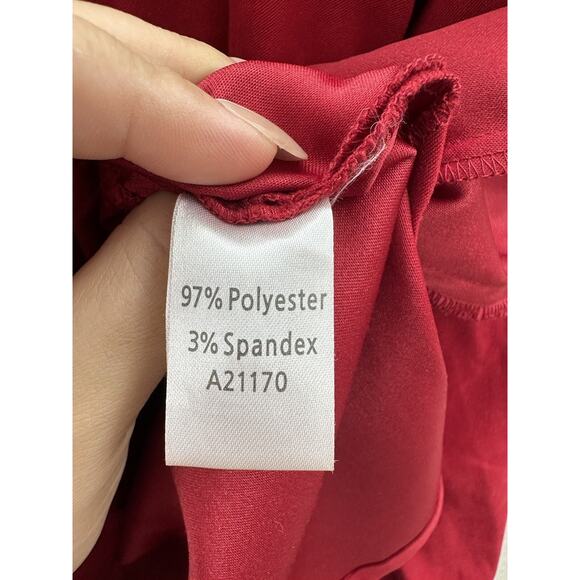 97% Polyester
3% Spandex
A21170